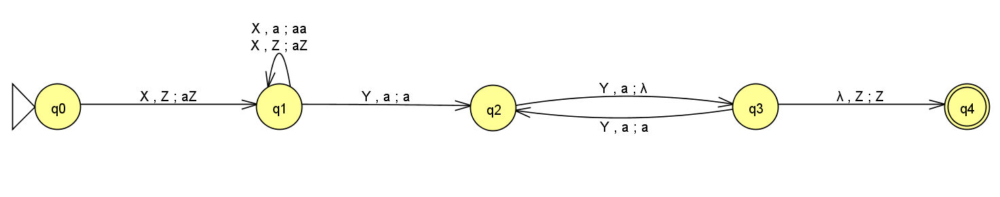 X , a ; aa
X , Z ; aZ
q0
X , Z ; aZ
q1
Y , a ; a
q2
Y , a ; λ
Y , a ; a
q3
λ , Z ; Z
q4